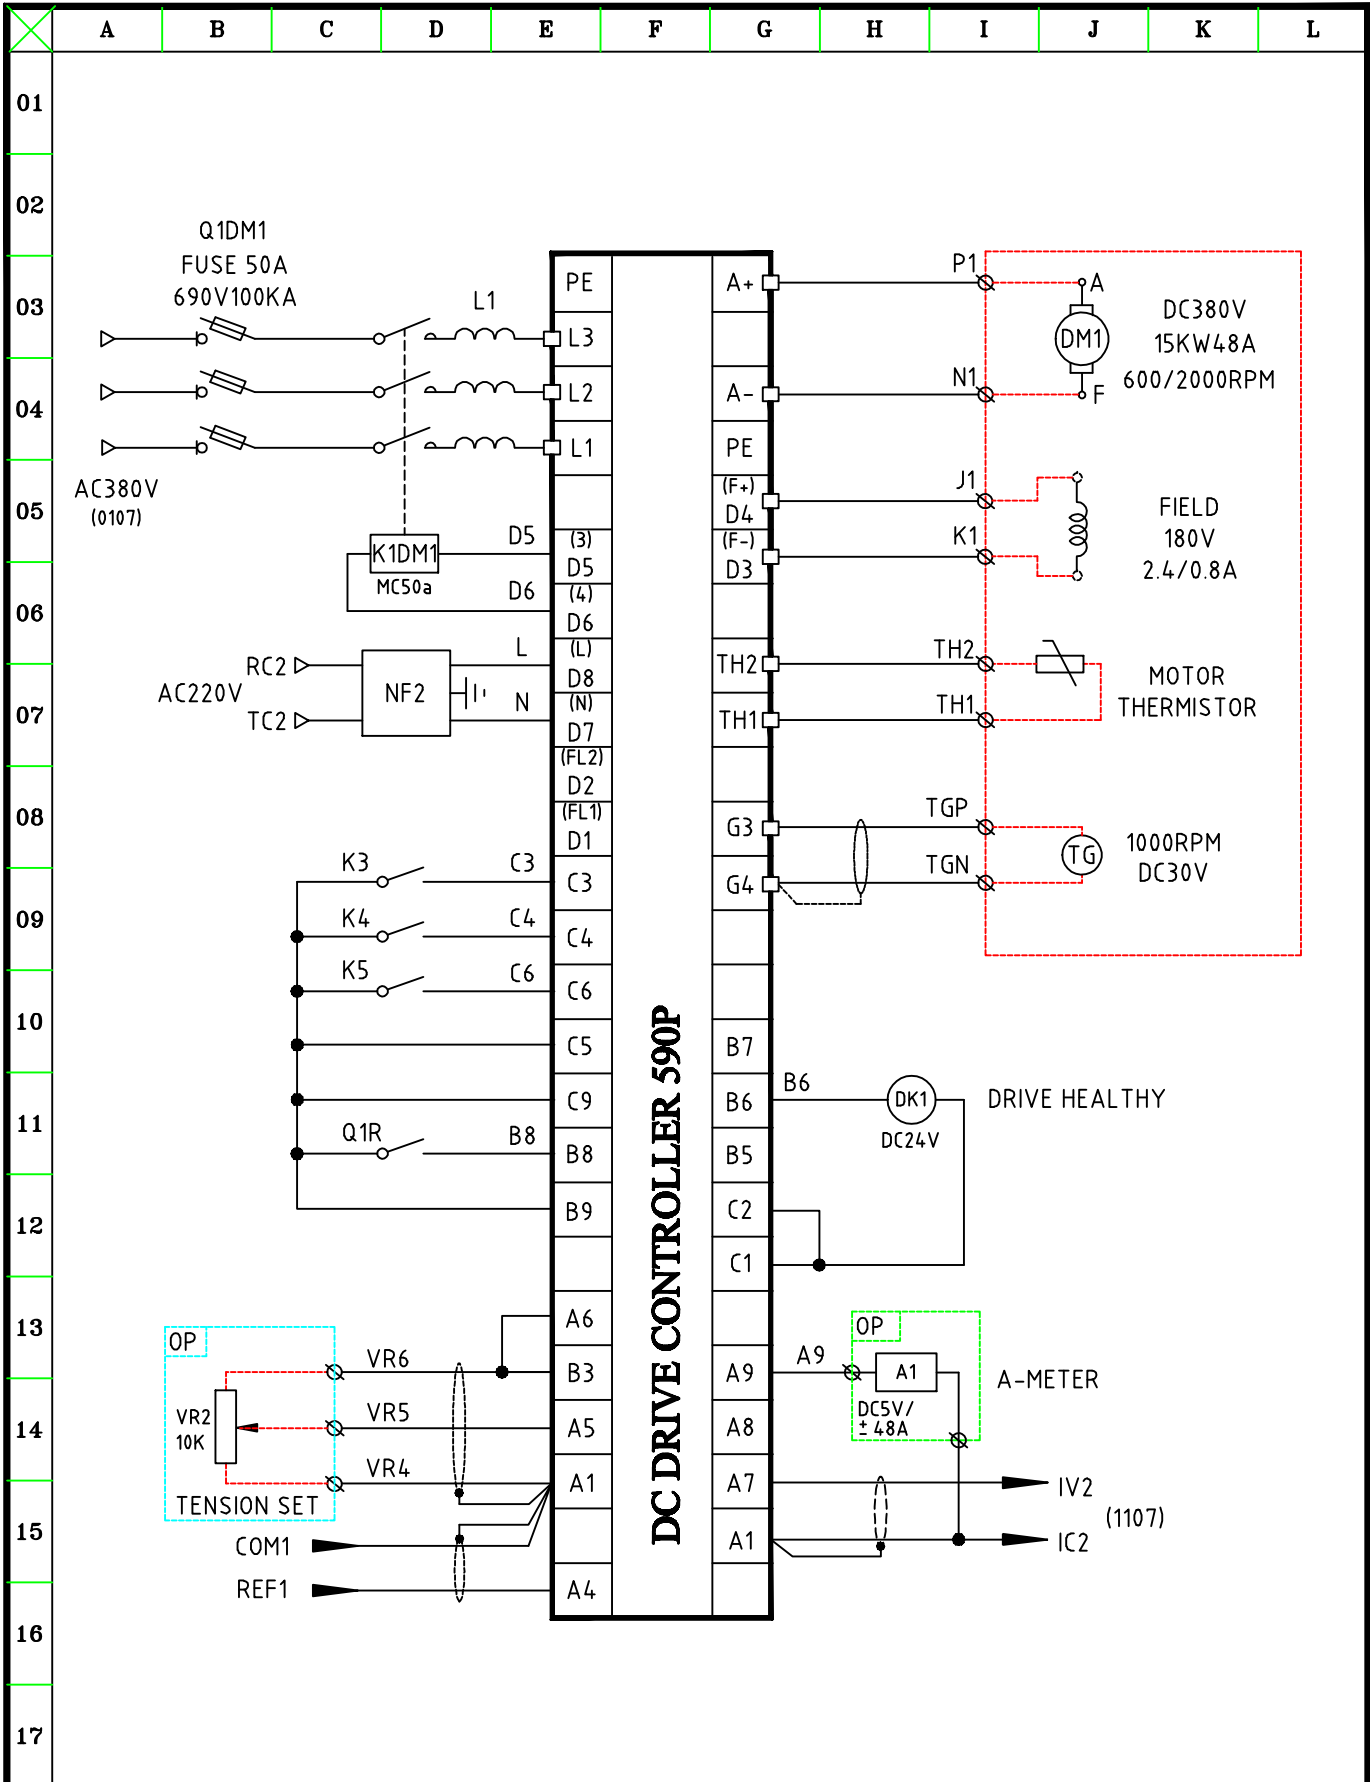 A B C D E F G H I J K L
01
02
03
04
05
06
07
08
09
10
11
12
13
14
15
16
17
Q1DM1
FUSE 50A
690V100KA
L1
AC380V
(0107)
K1DM1
MC50a
D5
D6
RC2
AC220V
TC2
NF2
L
N
K3
C3
K4
C4
K5
C6
Q1R
B8
OP
VR6
VR5
VR4
VR2
10K
TENSION SET
COM1
REF1
PE
L3
L2
L1
(3)
D5
(4)
D6
(L)
D8
(N)
D7
(FL2)
D2
(FL1)
D1
C3
C4
C6
C5
C9
B8
B9
A6
B3
A5
A1
A4
DC DRIVE CONTROLLER 590P
A+
A-
PE
(F+)
D4
(F-)
D3
TH2
TH1
G3
G4
B7
B6
B5
C2
C1
A9
A8
A7
A1
P1
N1
J1
K1
TH2
TH1
TGP
TGN
A
DM1
F
DC380V
15KW48A
600/2000RPM
FIELD
180V
2.4/0.8A
MOTOR
THERMISTOR
TG
1000RPM
DC30V
B6
DK1
DC24V
DRIVE HEALTHY
OP
A9
A1
DC5V/
± 48A
A-METER
IV2
(1107)
IC2